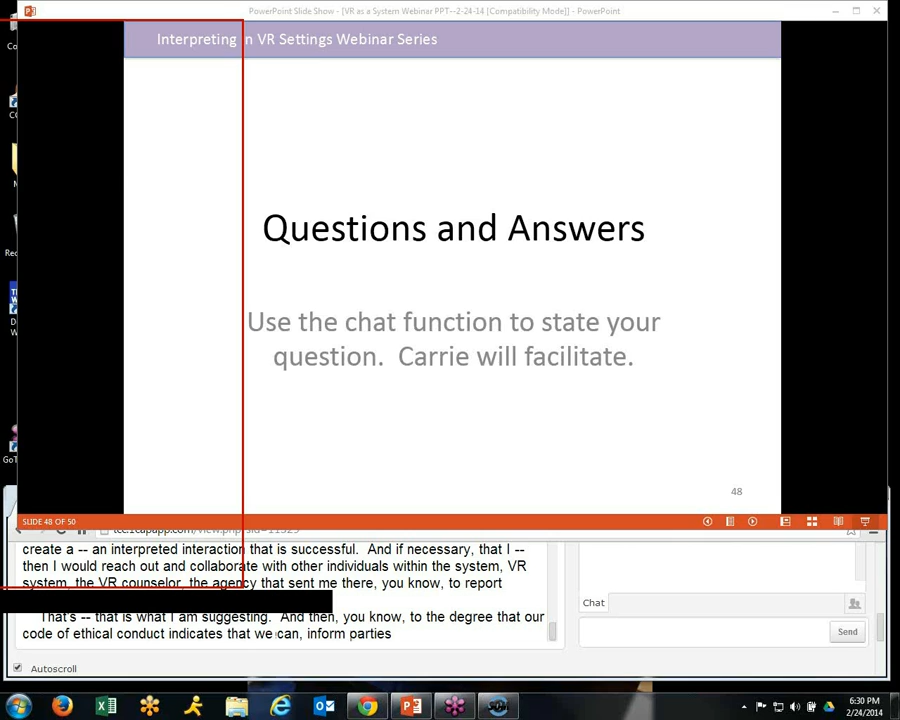 PowerPoint Slide Show - [VR as a System Webinar PPT--2-24-14 [Compatibility Mode]] - PowerPoint
Interpreting in VR Settings Webinar Series
Questions and Answers
Use the chat function to state your
question. Carrie will facilitate.
48
SLIDE 48 OF 50
create a -- an interpreted interaction that is successful. And if necessary, that I --
then I would reach out and collaborate with other individuals within the system, VR
system, the VR counselor, the agency that sent me there, you know, to report
That's -- that is what I am suggesting. And then, you know, to the degree that our
code of ethical conduct indicates that we can, inform parties
Chat
Send
Autoscroll
6:30 PM
2/24/2014